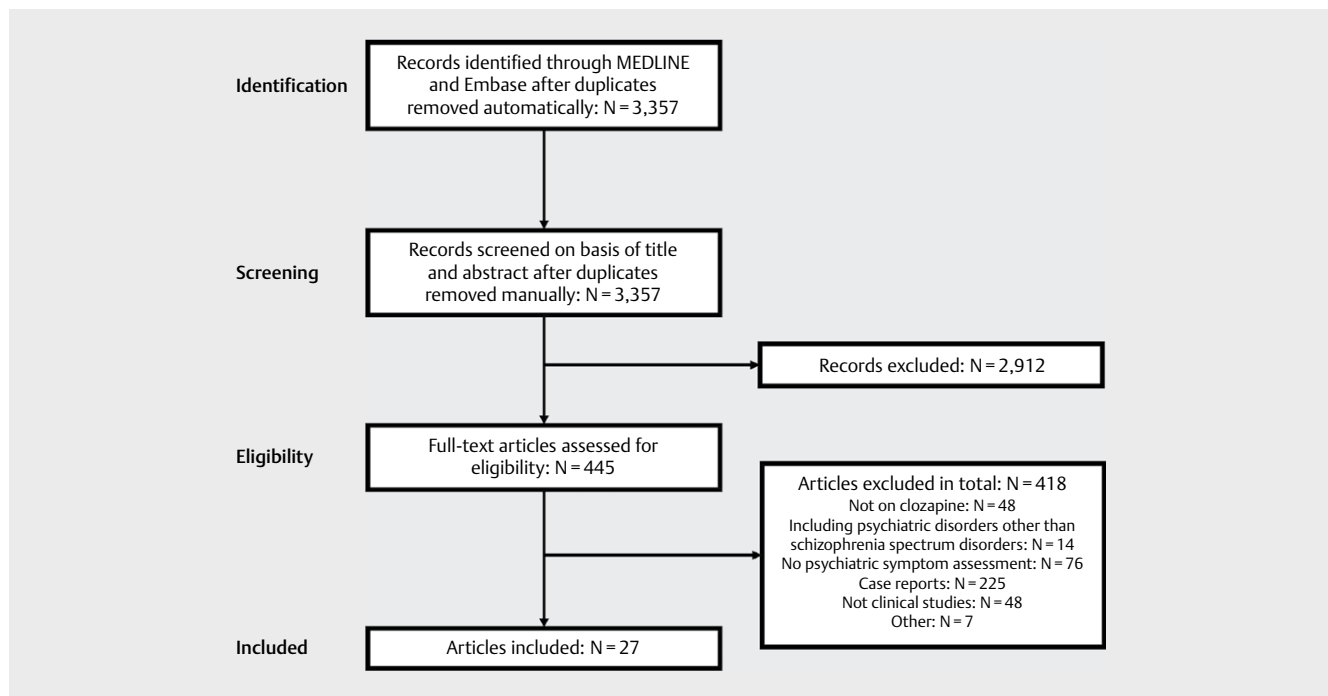 Identification
Records identified through MEDLINE
and Embase after duplicates
removed automatically: N = 3,357
Screening
Records screened on basis of title
and abstract after duplicates
removed manually: N = 3,357
Records excluded: N = 2,912
Eligibility
Full-text articles assessed for
eligibility: N = 445
Articles excluded in total: N = 418
Not on clozapine: N = 48
Including psychiatric disorders other than
schizophrenia spectrum disorders: N = 14
No psychiatric symptom assessment: N = 76
Case reports: N = 225
Not clinical studies: N = 48
Other: N = 7
Included
Articles included: N = 27